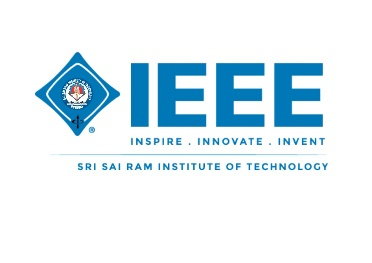 IEEE
®
INSPIRE . INNOVATE . INVENT
SRI SAI RAM INSTITUTE OF TECHNOLOGY